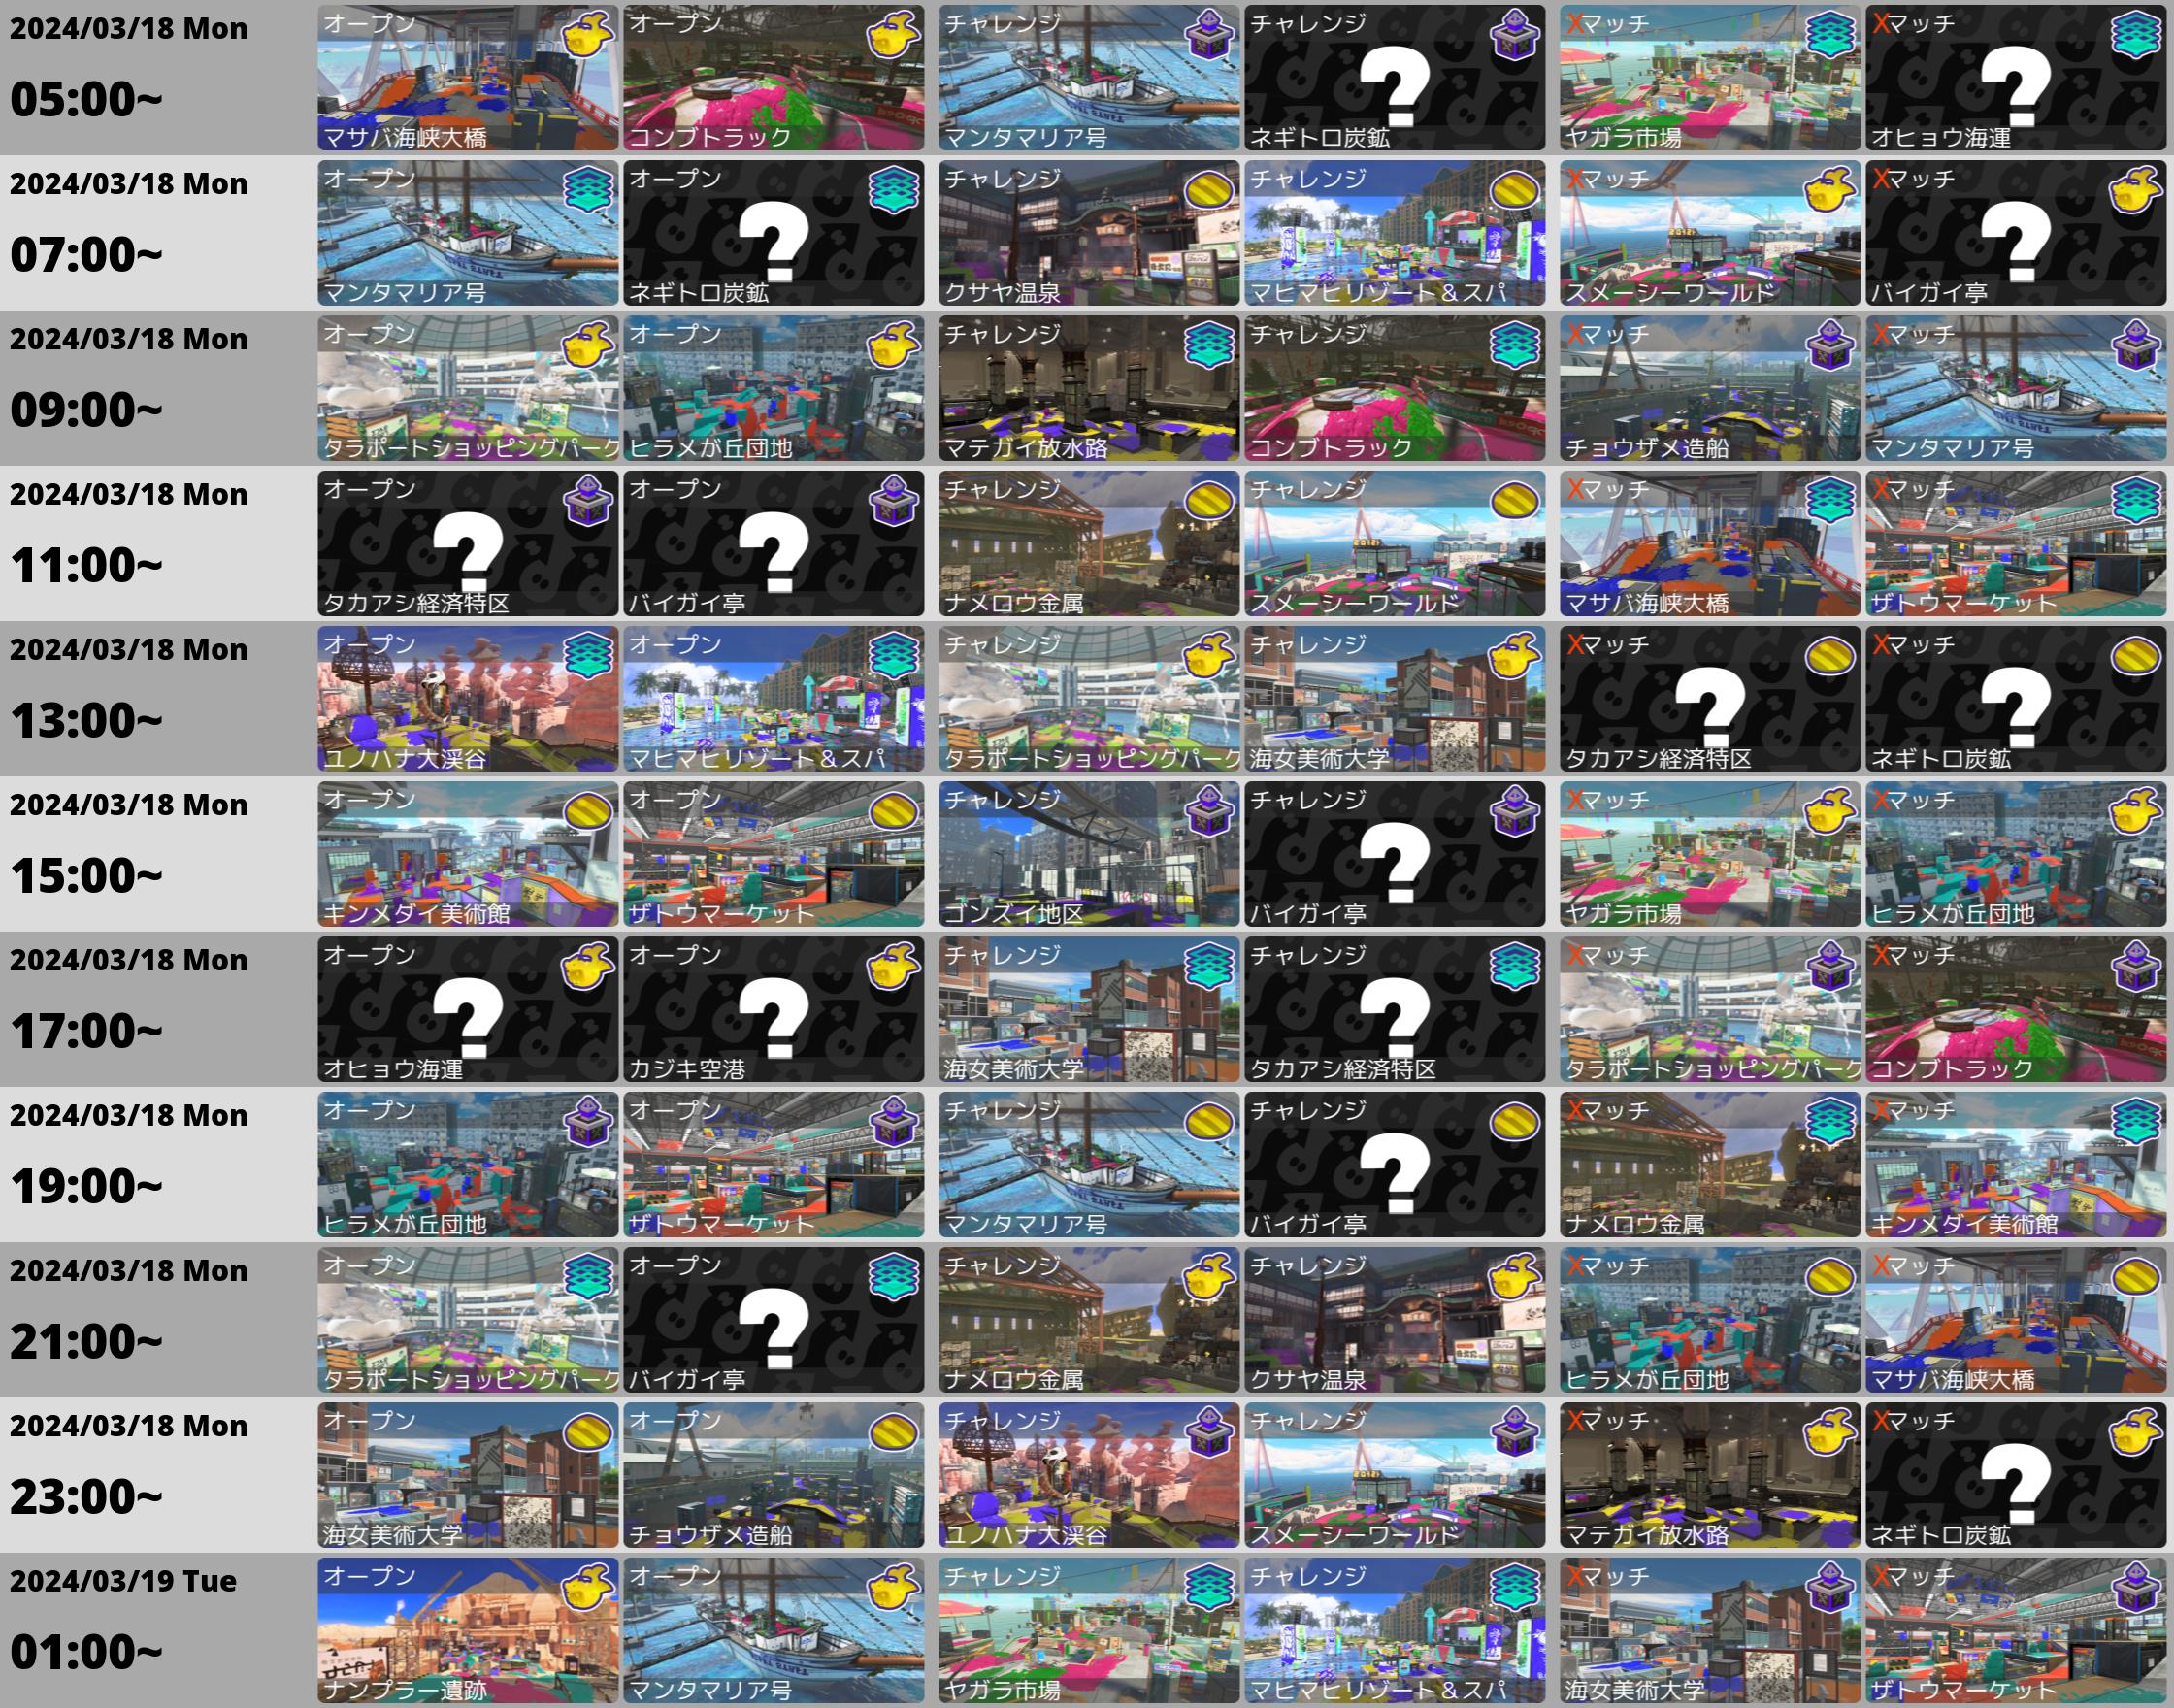 2024/03/18 Mon
05:00~
オープン
マサバ海峡大橋
オープン
コンブトラック
チャレンジ
マンタマリア号
チャレンジ
ネギトロ炭鉱
Xマッチ
ヤガラ市場
Xマッチ
オヒョウ海運
2024/03/18 Mon
07:00~
オープン
マンタマリア号
オープン
ネギトロ炭鉱
チャレンジ
クサヤ温泉
チャレンジ
マヒマヒリゾート&スパ
Xマッチ
スメーシーワールド
Xマッチ
バイガイ亭
2024/03/18 Mon
09:00~
オープン
タラポートショッピングパーク
オープン
ヒラメが丘団地
チャレンジ
マテガイ放水路
チャレンジ
コンブトラック
Xマッチ
チョウザメ造船
Xマッチ
マンタマリア号
2024/03/18 Mon
11:00~
オープン
タカアシ経済特区
オープン
バイガイ亭
チャレンジ
ナメロウ金属
チャレンジ
スメーシーワールド
Xマッチ
マサバ海峡大橋
Xマッチ
ザトウマーケット
2024/03/18 Mon
13:00~
オープン
ユノハナ大渓谷
オープン
マヒマヒリゾート&スパ
チャレンジ
タラポートショッピングパーク
チャレンジ
海女美術大学
Xマッチ
タカアシ経済特区
Xマッチ
ネギトロ炭鉱
2024/03/18 Mon
15:00~
オープン
キンメダイ美術館
オープン
ザトウマーケット
チャレンジ
ゴンズイ地区
チャレンジ
バイガイ亭
Xマッチ
ヤガラ市場
Xマッチ
ヒラメが丘団地
2024/03/18 Mon
17:00~
オープン
オヒョウ海運
オープン
カジキ空港
チャレンジ
海女美術大学
チャレンジ
タカアシ経済特区
Xマッチ
タラポートショッピングパーク
Xマッチ
コンブトラック
2024/03/18 Mon
19:00~
オープン
ヒラメが丘団地
オープン
ザトウマーケット
チャレンジ
マンタマリア号
チャレンジ
バイガイ亭
Xマッチ
ナメロウ金属
Xマッチ
キンメダイ美術館
2024/03/18 Mon
21:00~
オープン
タラポートショッピングパーク
オープン
バイガイ亭
チャレンジ
ナメロウ金属
チャレンジ
クサヤ温泉
Xマッチ
ヒラメが丘団地
Xマッチ
マサバ海峡大橋
2024/03/18 Mon
23:00~
オープン
海女美術大学
オープン
チョウザメ造船
チャレンジ
ユノハナ大渓谷
チャレンジ
スメーシーワールド
Xマッチ
マテガイ放水路
Xマッチ
ネギトロ炭鉱
2024/03/19 Tue
01:00~
オープン
ナンプラー遺跡
オープン
マンタマリア号
チャレンジ
ヤガラ市場
チャレンジ
マヒマヒリゾート&スパ
Xマッチ
海女美術大学
Xマッチ
ザトウマーケット